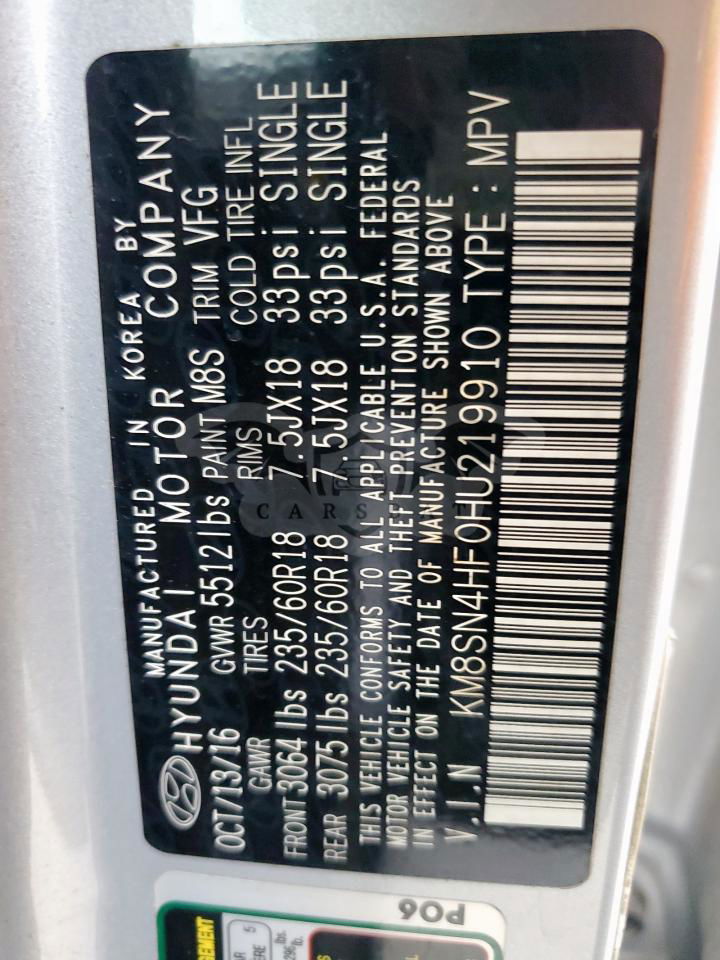 MANUFACTURED IN KOREA BY
HYUNDAI MOTOR COMPANY
OCT/13/16 GVWR 5512lbs PAINT M8S TRIM VFG
GAWR TIRES RIMS COLD TIRE INFL
FRONT 3064lbs 235/60R18 7.5JX18 33psi SINGLE
REAR 3075lbs 235/60R18 7.5JX18 33psi SINGLE
THIS VEHICLE CONFORMS TO ALL APPLICABLE U.S.A. FEDERAL
MOTOR VEHICLE SAFETY AND THEFT PREVENTION STANDARDS
IN EFFECT ON THE DATE OF MANUFACTURE SHOWN ABOVE
V.I.N KM8SN4HF0HU219910 TYPE : MPV
P06
5